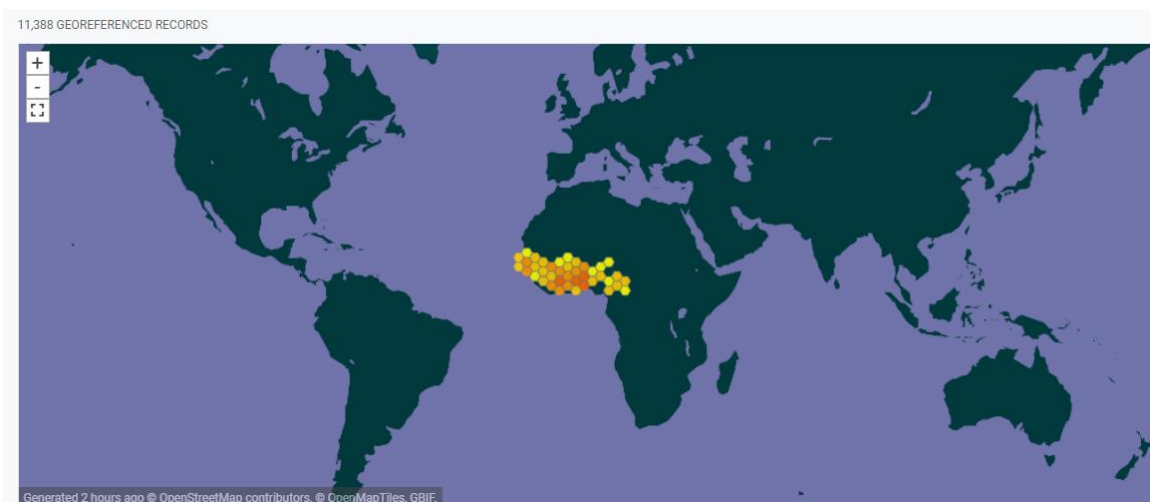 11,388 GEOREFERENCED RECORDS
+
-
Generated 2 hours ago © OpenStreetMap contributors, © OpenMapTiles, GBIF.